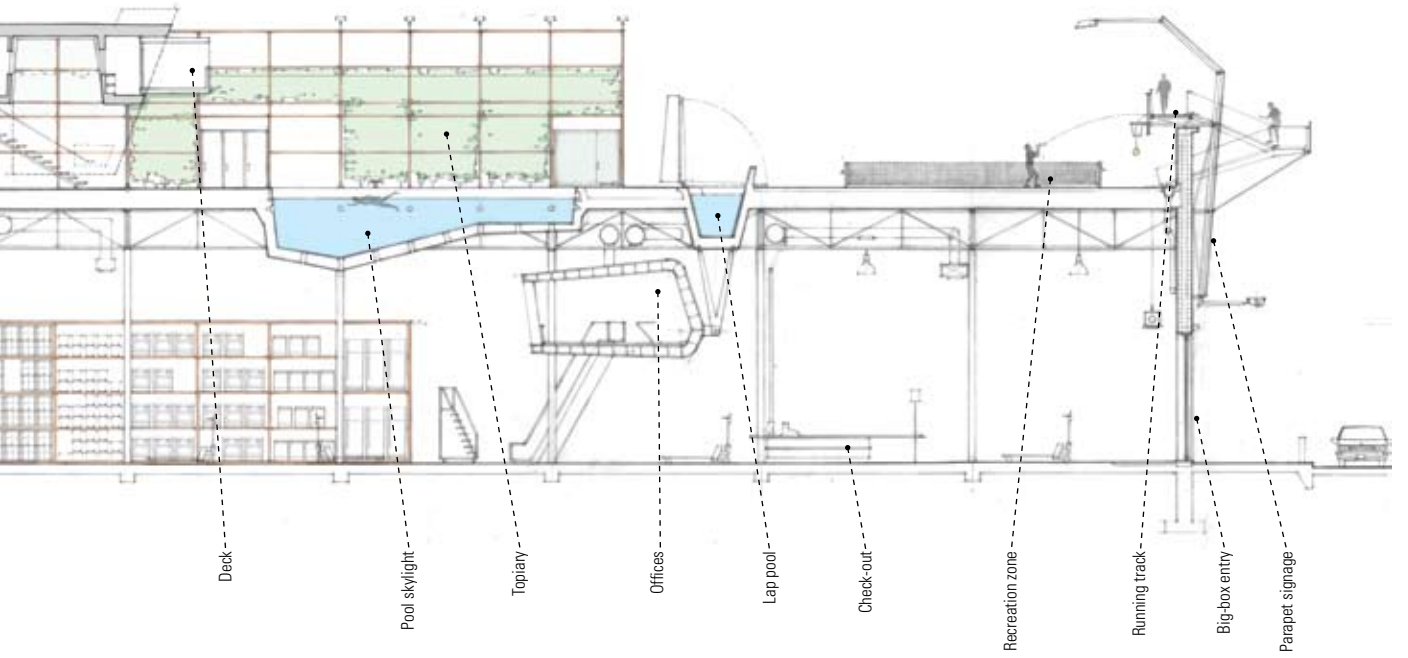 Deck
Pool skylight
Topiary
Offices
Lap pool
Check-out
Recreation zone
Running track
Big-box entry
Parapet signage